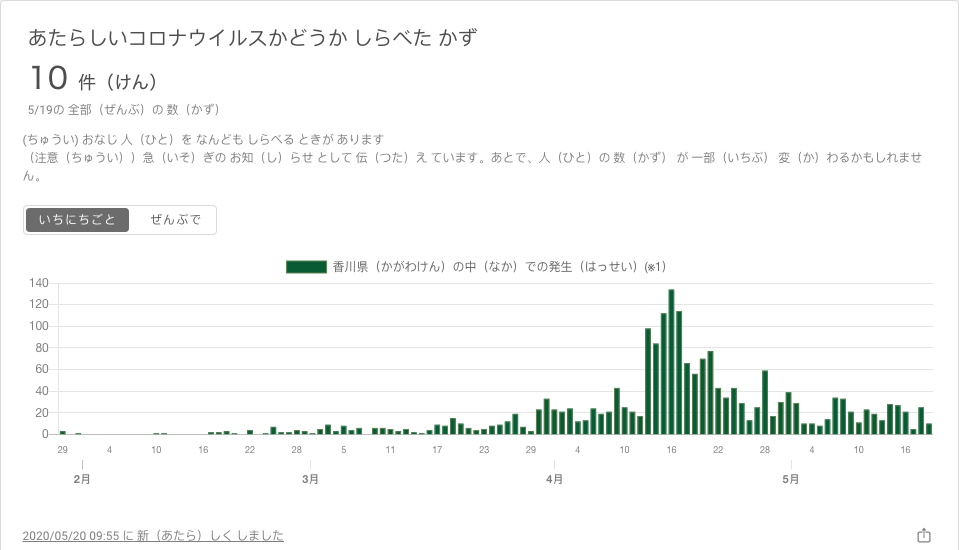 あたらしいコロナウイルスかどうか しらべた かず
10 件（けん）
5/19の 全部（ぜんぶ）の 数（かず）
(ちゅうい) おなじ 人（ひと）を なんども しらべる ときが あります
（注意（ちゅうい））急（いそ）ぎの お知（し）らせ として 伝（つた）え ています。あとで、人（ひと）の 数（かず） が 一部（いちぶ） 変（か）わるかもしれませ
ん。
いちにちごと ぜんぶで
香川県（かがわけん）の中（なか）での発生（はっせい）(※1)
140
120
100
80
60
40
20
0
29 4 10 16 22 28 5 11 17 23 29 4 10 16 22 28 4 10 16
2月 3月 4月 5月
2020/05/20 09:55 に 新（あたら）しく しました